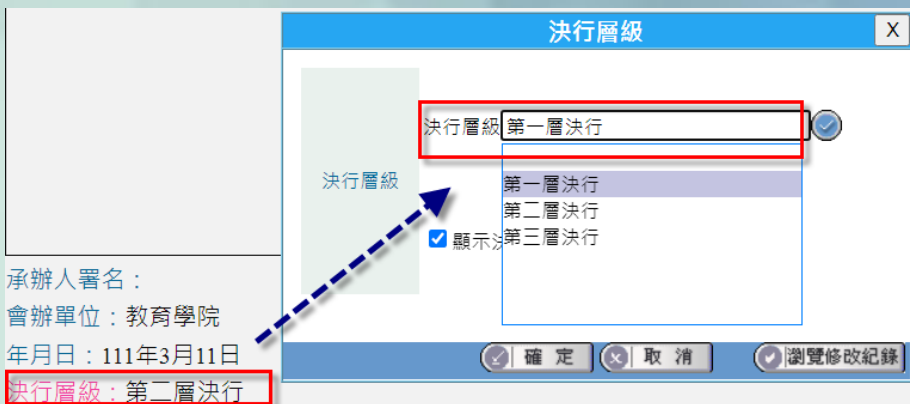 決行層級
X
決行層級 第一層決行
決行層級
第一層決行
第二層決行
第三層決行
顯示
確 定
取 消
瀏覽修改紀錄
承辦人署名：
會辦單位：教育學院
年月日：111年3月11日
決行層級：第二層決行